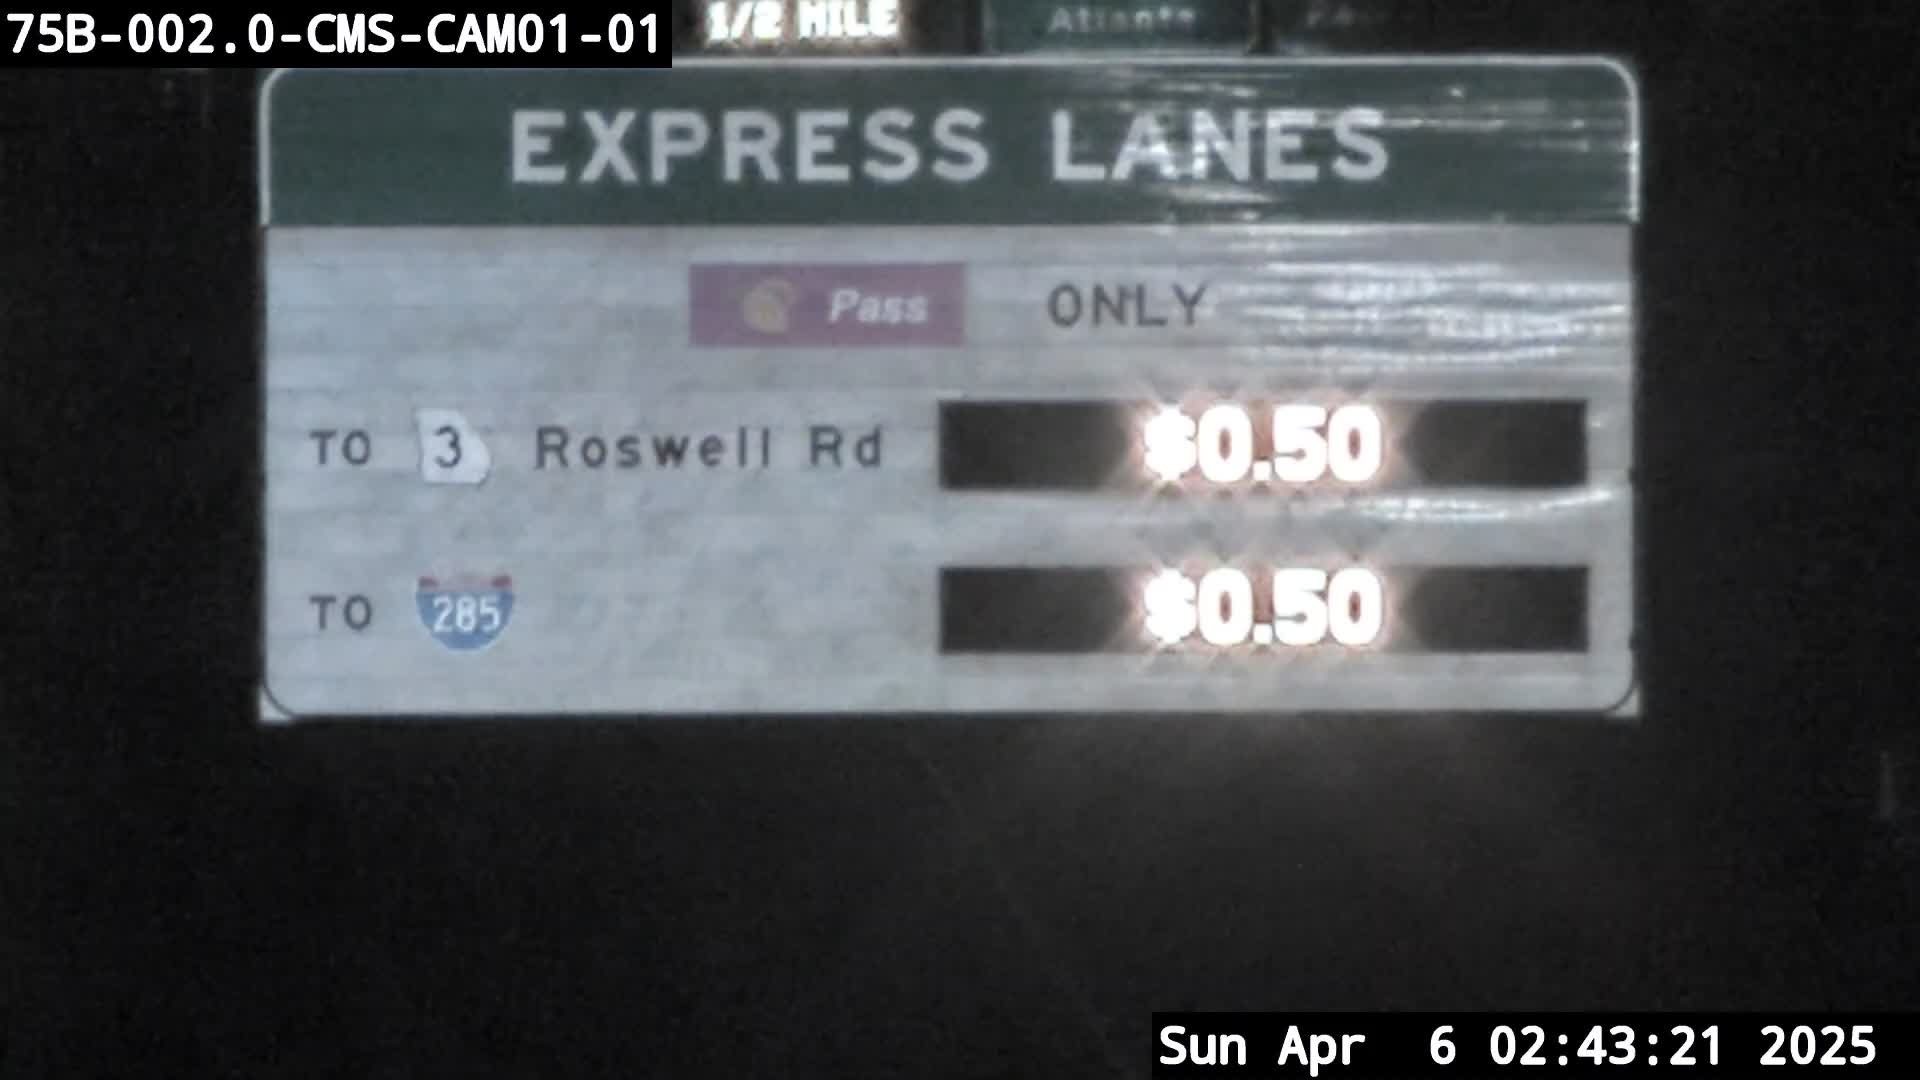 75B-002.0-CMS-CAM01-01
1/2 MILE
Atlanta
EXPRESS LANES
Pass ONLY
TO 3 Roswell Rd $0.50
TO 285 $0.50
Sun Apr 6 02:43:21 2025